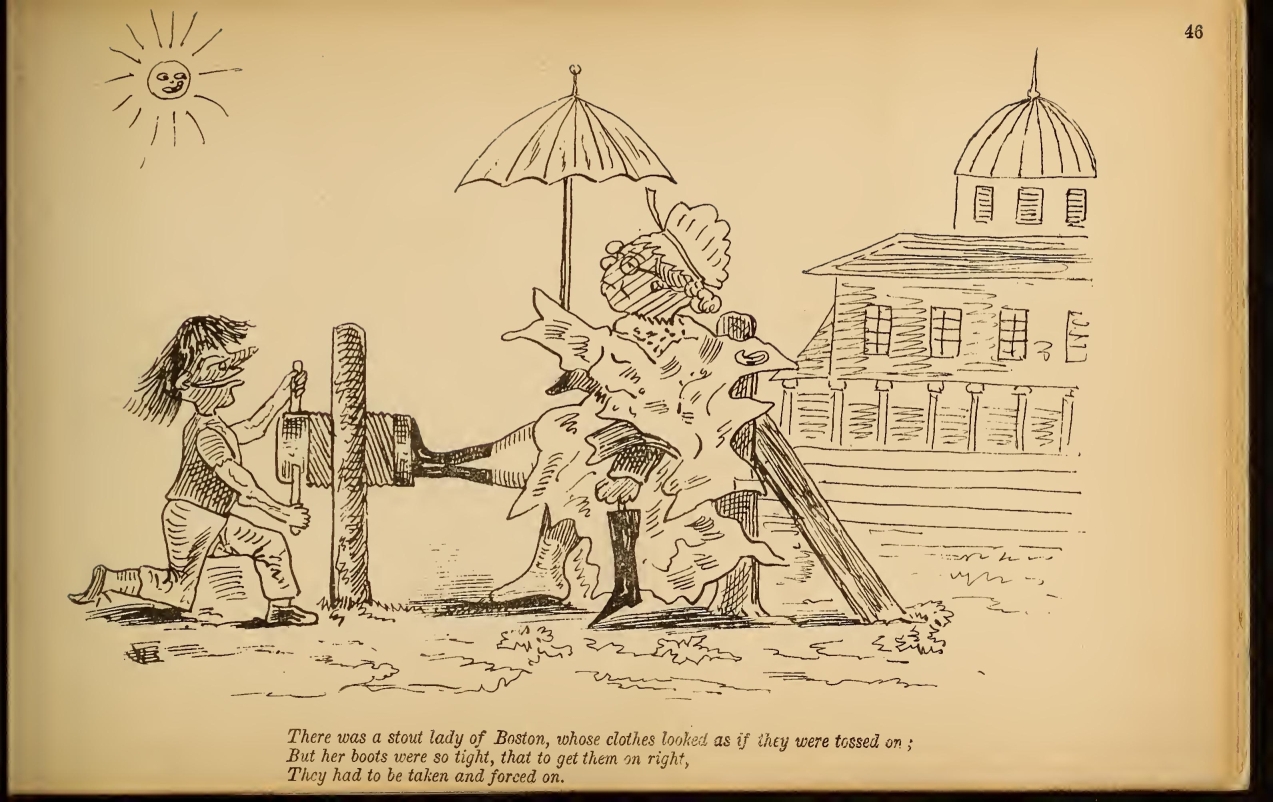 46
There was a stout lady of Boston, whose clothes looked as if they were tossed on ;
But her boots were so tight, that to get them on right,
They had to be taken and forced on.